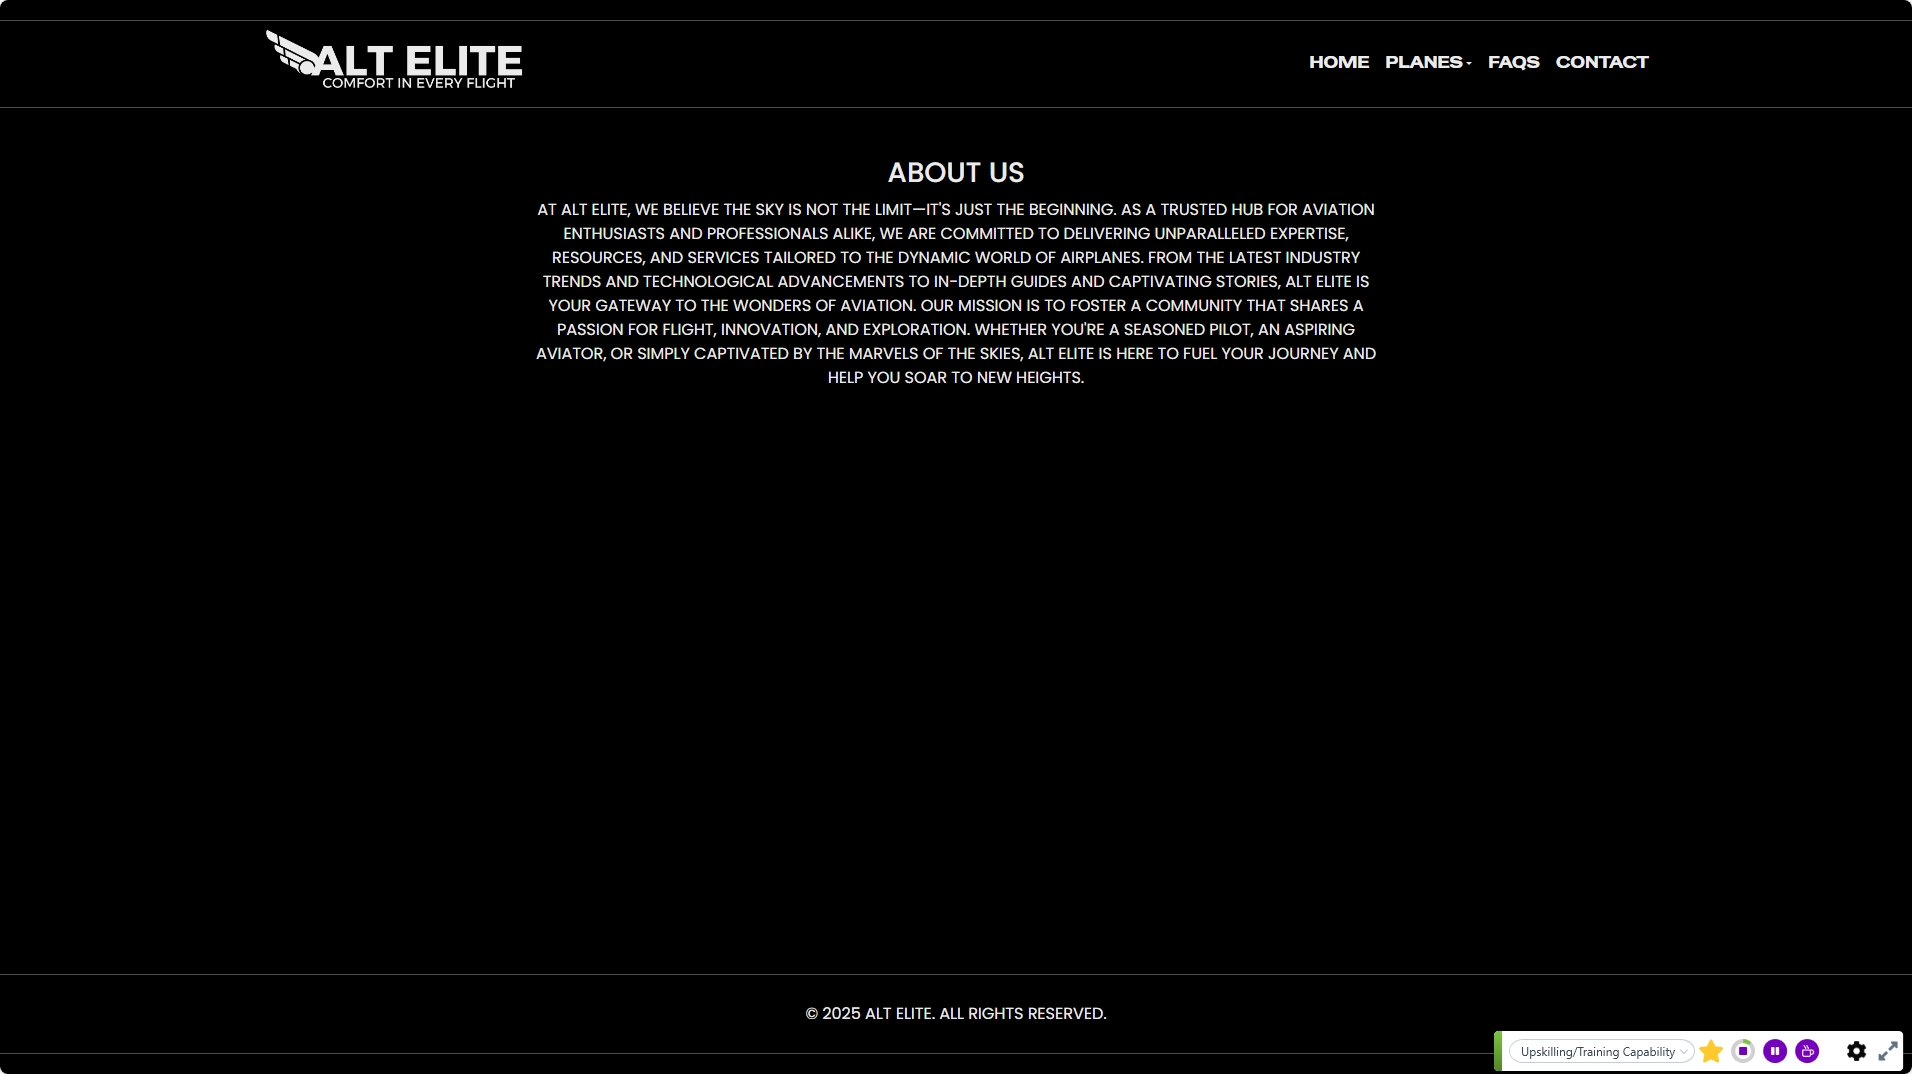 ALT ELITE
COMFORT IN EVERY FLIGHT
HOME PLANES FAQS CONTACT
ABOUT US
AT ALT ELITE, WE BELIEVE THE SKY IS NOT THE LIMIT—IT'S JUST THE BEGINNING. AS A TRUSTED HUB FOR AVIATION
ENTHUSIASTS AND PROFESSIONALS ALIKE, WE ARE COMMITTED TO DELIVERING UNPARALLELED EXPERTISE,
RESOURCES, AND SERVICES TAILORED TO THE DYNAMIC WORLD OF AIRPLANES. FROM THE LATEST INDUSTRY
TRENDS AND TECHNOLOGICAL ADVANCEMENTS TO IN-DEPTH GUIDES AND CAPTIVATING STORIES, ALT ELITE IS
YOUR GATEWAY TO THE WONDERS OF AVIATION. OUR MISSION IS TO FOSTER A COMMUNITY THAT SHARES A
PASSION FOR FLIGHT, INNOVATION, AND EXPLORATION. WHETHER YOU'RE A SEASONED PILOT, AN ASPIRING
AVIATOR, OR SIMPLY CAPTIVATED BY THE MARVELS OF THE SKIES, ALT ELITE IS HERE TO FUEL YOUR JOURNEY AND
HELP YOU SOAR TO NEW HEIGHTS.
© 2025 ALT ELITE. ALL RIGHTS RESERVED.
Upskilling/Training Capability